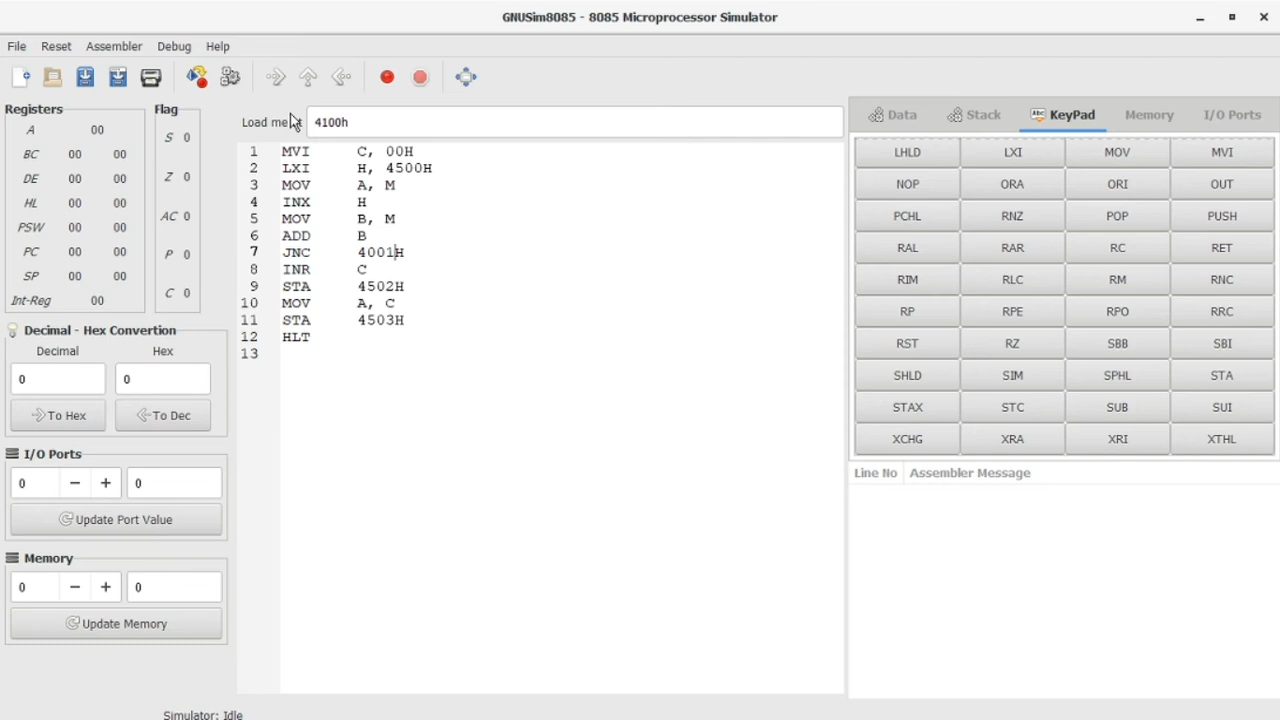 GNUSim8085 - 8085 Microprocessor Simulator
File Reset Assembler Debug Help
Registers
A 00
BC 00 00
DE 00 00
HL 00 00
PSW 00 00
PC 00 00
SP 00 00
Int-Reg 00
Flag
S 0
Z 0
AC 0
P 0
C 0
Decimal - Hex Convertion
Decimal Hex
0 0
To Hex To Dec
I/O Ports
0 − + 0
Update Port Value
Memory
0 − + 0
Update Memory
Load me 4100h
1 MVI C, 00H
2 LXI H, 4500H
3 MOV A, M
4 INX H
5 MOV B, M
6 ADD B
7 JNC 4001H
8 INR C
9 STA 4502H
10 MOV A, C
11 STA 4503H
12 HLT
13
Data Stack KeyPad Memory I/O Ports
LHLD LXI MOV MVI
NOP ORA ORI OUT
PCHL RNZ POP PUSH
RAL RAR RC RET
RIM RLC RM RNC
RP RPE RPO RRC
RST RZ SBB SBI
SHLD SIM SPHL STA
STAX STC SUB SUI
XCHG XRA XRI XTHL
Line No Assembler Message
Simulator: Idle